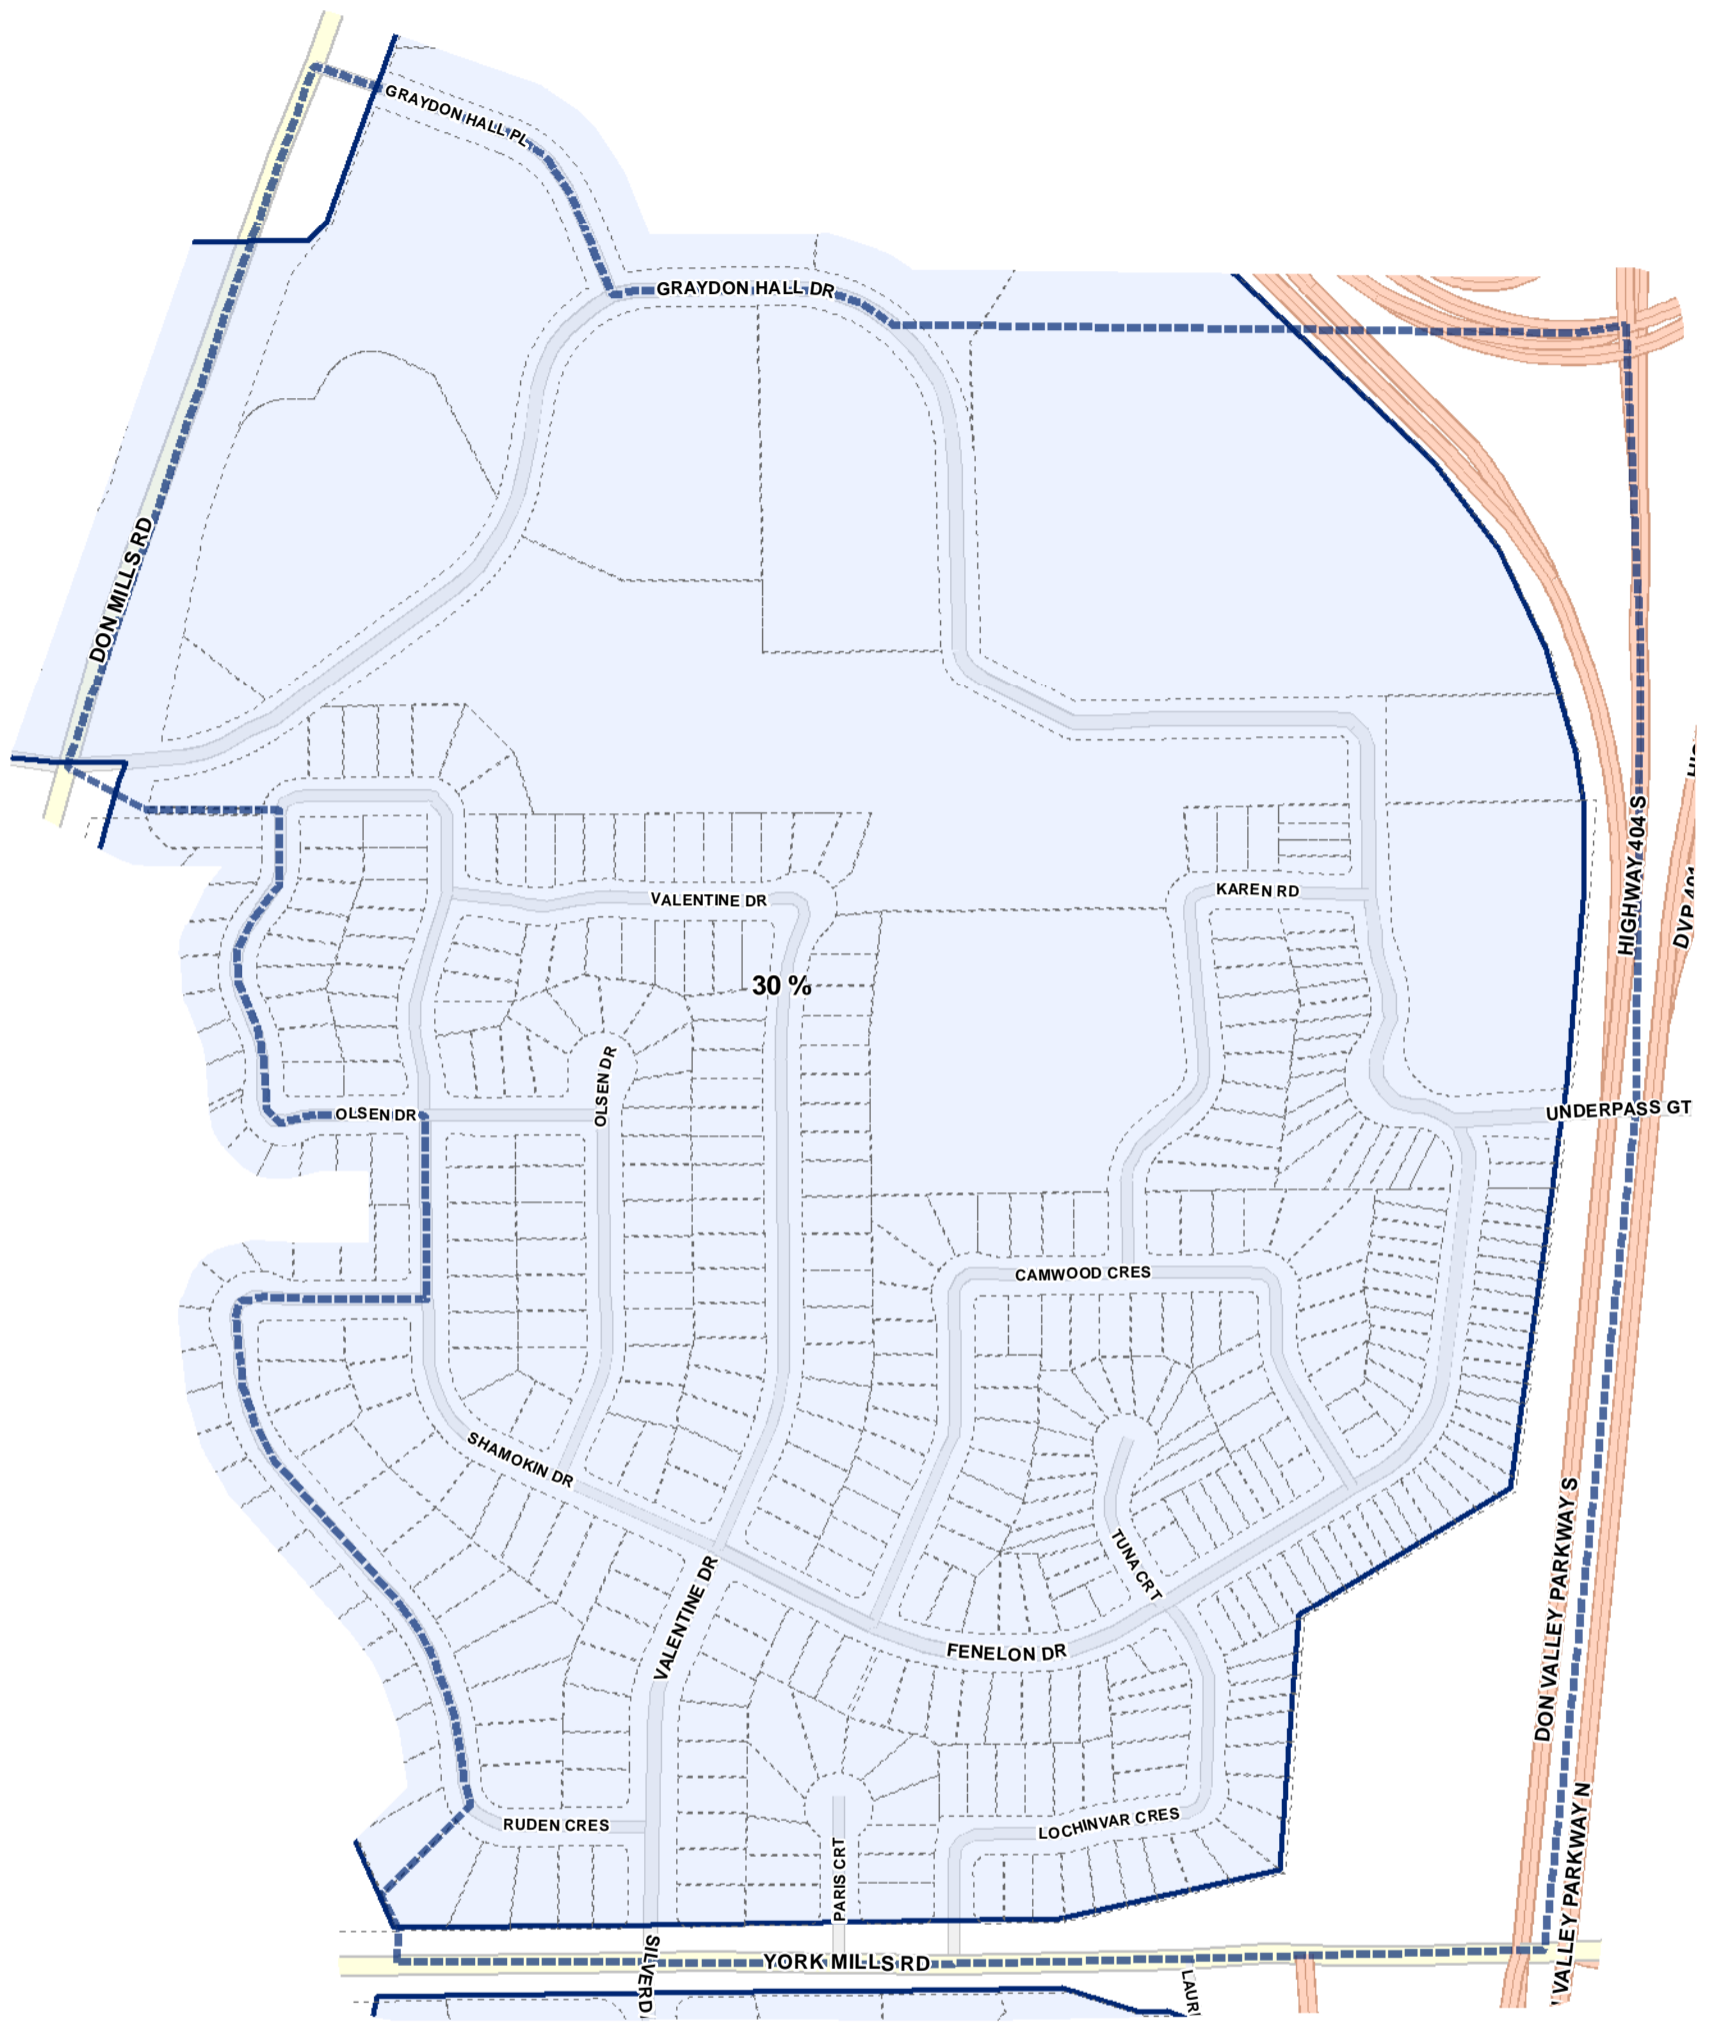 GRAYDON HALL PL
GRAYDON HALL DR
DON MILLS RD
HIGHWAY 404 S
DVP 401
VALENTINE DR
KAREN RD
30 %
OLSEN DR
OLSEN DR
UNDERPASS GT
CAMWOOD CRES
SHAMOKIN DR
TUNA CRT
VALENTINE DR
FENELON DR
DON VALLEY PARKWAY S
RUDEN CRES
PARIS CRT
LOCHINVAR CRES
VALLEY PARKWAY N
SILVERD
YORK MILLS RD
LAURI